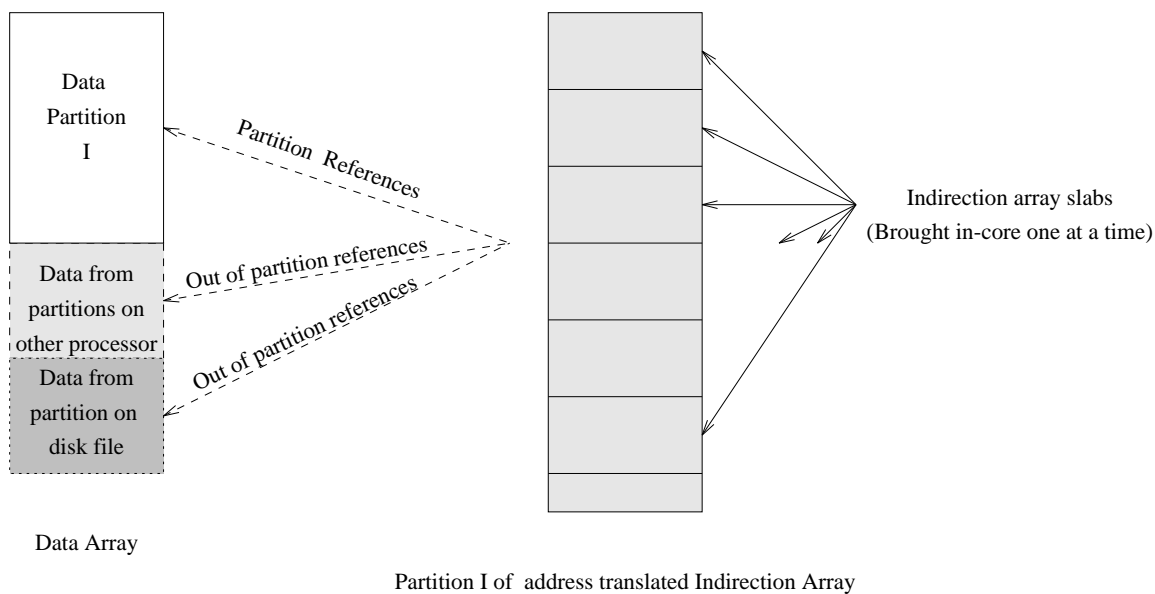 Data
Partition
I
Data from
partitions on
other processor
Data from
partition on
disk file
Data Array
Partition References
Out of partition references
Out of partition references
Indirection array slabs
(Brought in-core one at a time)
Partition I of address translated Indirection Array